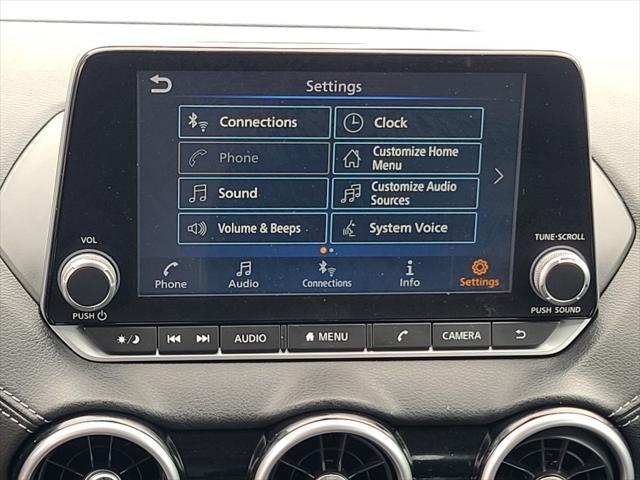 Settings
Connections
Clock
Phone
Customize Home
Menu
Sound
Customize Audio
Sources
Volume & Beeps
System Voice
Phone
Audio
Connections
Info
Settings
VOL
PUSH
TUNE·SCROLL
PUSH SOUND
AUDIO
MENU
CAMERA